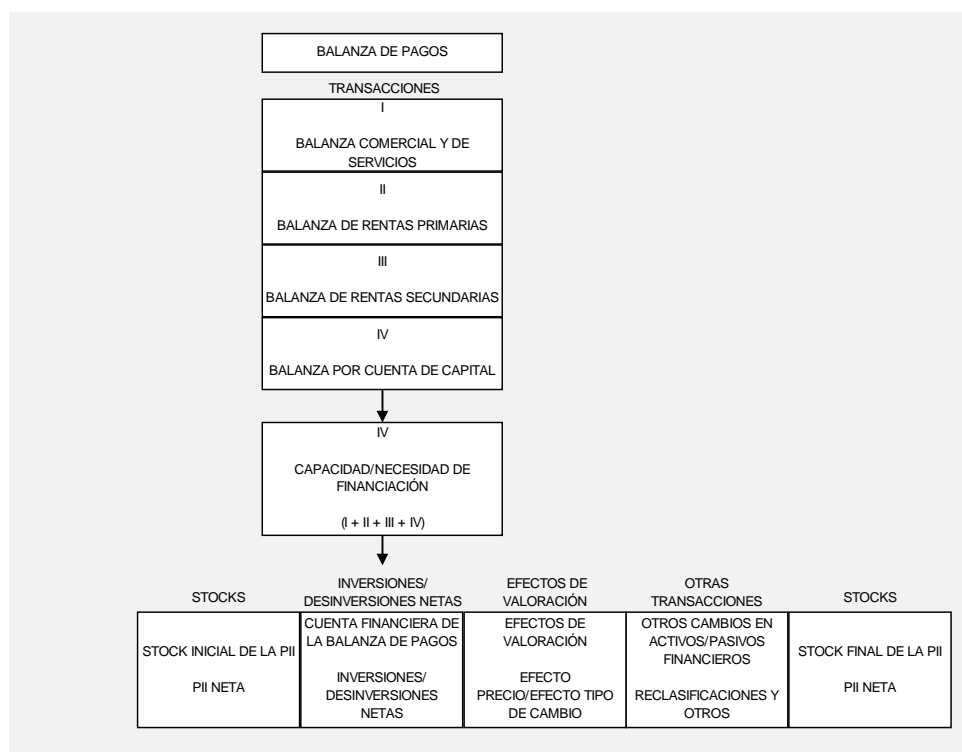 BALANZA DE PAGOS
TRANSACCIONES
I
BALANZA COMERCIAL Y DE
SERVICIOS
II
BALANZA DE RENTAS PRIMARIAS
III
BALANZA DE RENTAS SECUNDARIAS
IV
BALANZA POR CUENTA DE CAPITAL
IV
CAPACIDAD/NECESIDAD DE
FINANCIACIÓN
(I + II + III + IV)
STOCKS
INVERSIONES/
DESINVERSIONES NETAS
EFECTOS DE
VALORACIÓN
OTRAS
TRANSACCIONES
STOCKS
STOCK INICIAL DE LA PII
PII NETA
CUENTA FINANCIERA DE
LA BALANZA DE PAGOS
INVERSIONES/
DESINVERSIONES
NETAS
EFECTOS DE
VALORACIÓN
EFECTO
PRECIO/EFECTO TIPO
DE CAMBIO
OTROS CAMBIOS EN
ACTIVOS/PASIVOS
FINANCIEROS
RECLASIFICACIONES Y
OTROS
STOCK FINAL DE LA PII
PII NETA